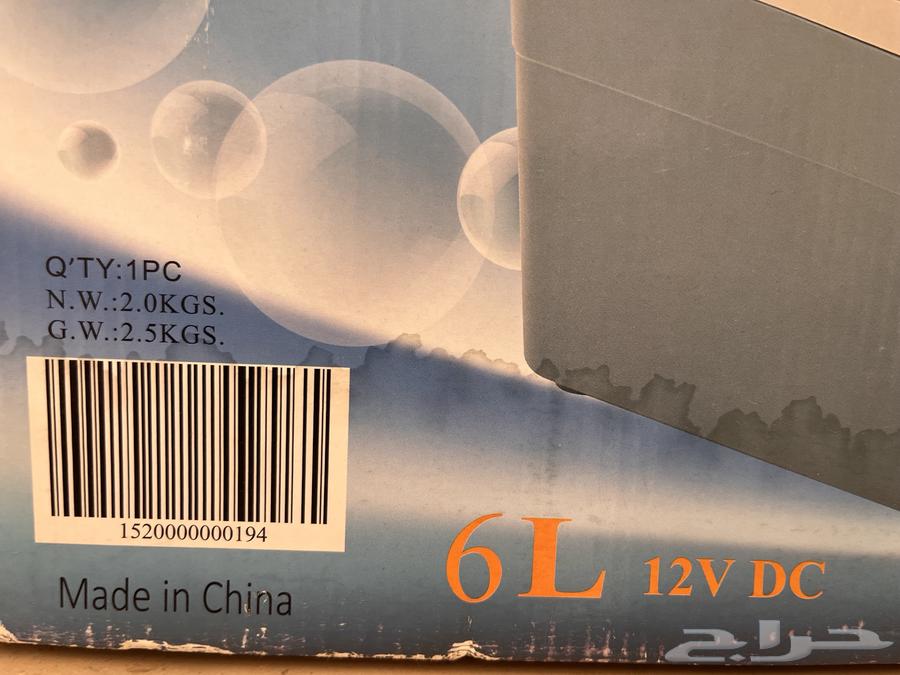 Q'TY:1PC
N.W.:2.0KGS.
G.W.:2.5KGS.
1520000000194
Made in China
6L 12V DC
حراج